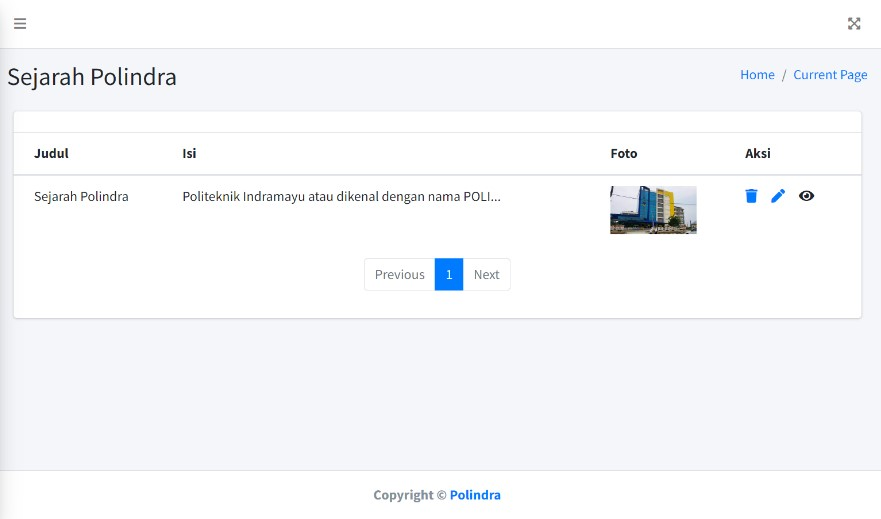 Sejarah Polindra
Home / Current Page
Judul Isi Foto Aksi
Sejarah Polindra Politeknik Indramayu atau dikenal dengan nama POLI...
Previous 1 Next
Copyright © Polindra